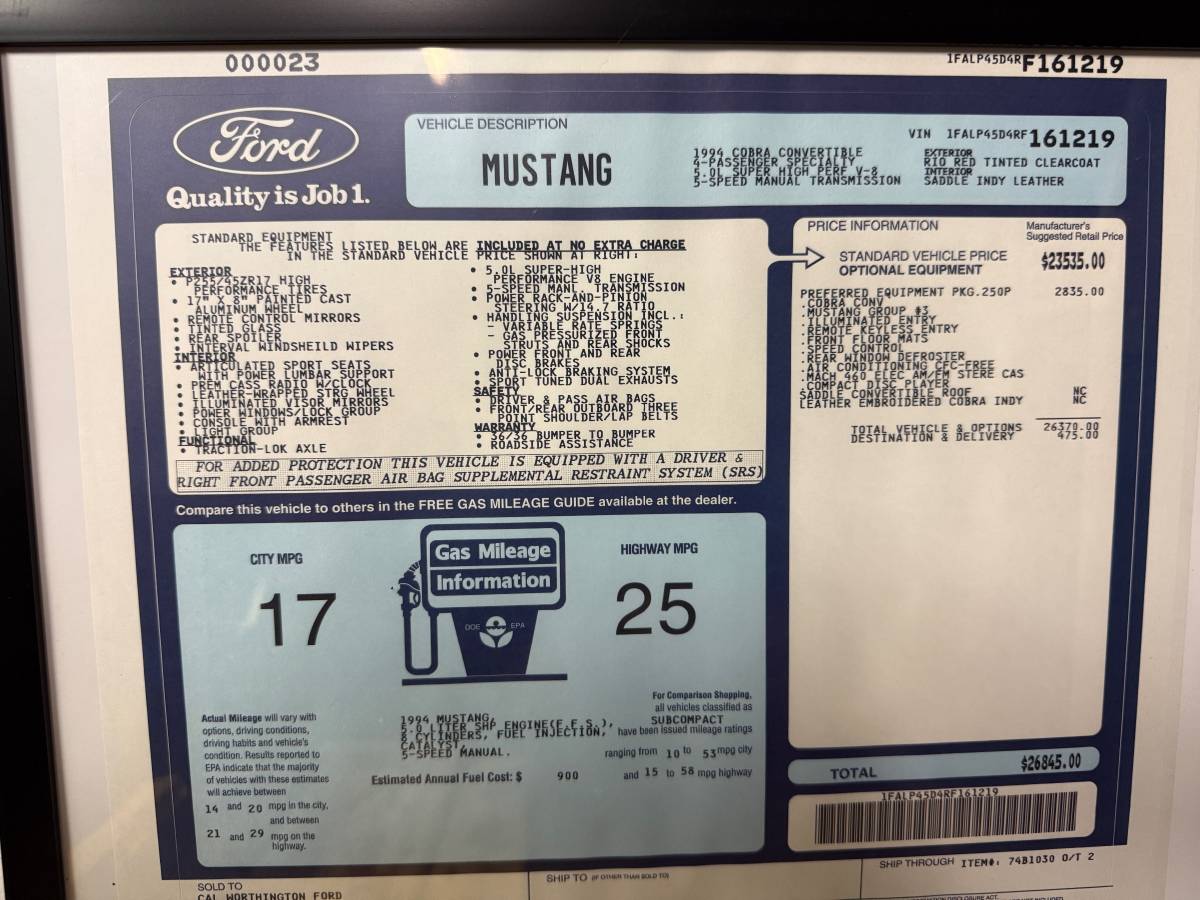 000023
1FALP45D4RF161219
Ford
Quality is Job 1.
VEHICLE DESCRIPTION
MUSTANG
VIN 1FALP45D4RF161219
1994 COBRA CONVERTIBLE
4-PASSENGER SPECIALTY
5.0L SUPER HIGH PERF V-8
5-SPEED MANUAL TRANSMISSION
EXTERIOR
RIO RED TINTED CLEARCOAT
INTERIOR
SADDLE INDY LEATHER
STANDARD EQUIPMENT
THE FEATURES LISTED BELOW ARE INCLUDED AT NO EXTRA CHARGE
IN THE STANDARD VEHICLE PRICE SHOWN AT RIGHT:
EXTERIOR
• P255/45ZR17 HIGH
PERFORMANCE TIRES
• 17" X 8" PAINTED CAST
ALUMINUM WHEEL
• REMOTE CONTROL MIRRORS
• TINTED GLASS
• REAR SPOILER
• INTERVAL WINDSHEILD WIPERS
INTERIOR
• ARTICULATED SPORT SEATS
WITH POWER LUMBAR SUPPORT
• PREM CASS RADIO W/CLOCK
• LEATHER-WRAPPED STRG WHEEL
• ILLUMINATED VISOR MIRRORS
• POWER WINDOWS/LOCK GROUP
• CONSOLE WITH ARMREST
• LIGHT GROUP
FUNCTIONAL
• TRACTION-LOK AXLE
• 5.0L SUPER-HIGH
PERFORMANCE V8 ENGINE
• 5-SPEED MANL. TRANSMISSION
• POWER RACK-AND-PINION
STEERING W/14.7 RATIO
• HANDLING SUSPENSION INCL.:
- VARIABLE RATE SPRINGS
- GAS PRESSURIZED FRONT
STRUTS AND REAR SHOCKS
• POWER FRONT AND REAR
DISC BRAKES
• ANTI-LOCK BRAKING SYSTEM
• SPORT TUNED DUAL EXHAUSTS
SAFETY
• DRIVER & PASS AIR BAGS
• FRONT/REAR OUTBOARD THREE
POINT SHOULDER/LAP BELTS
WARRANTY
• 36/36 BUMPER TO BUMPER
• ROADSIDE ASSISTANCE
FOR ADDED PROTECTION THIS VEHICLE IS EQUIPPED WITH A DRIVER &
RIGHT FRONT PASSENGER AIR BAG SUPPLEMENTAL RESTRAINT SYSTEM (SRS)
PRICE INFORMATION
Manufacturer's
Suggested Retail Price
STANDARD VEHICLE PRICE $23535.00
OPTIONAL EQUIPMENT
PREFERRED EQUIPMENT PKG.250P 2835.00
.COBRA CONV
.MUSTANG GROUP #3
.ILLUMINATED ENTRY
.REMOTE KEYLESS ENTRY
.FRONT FLOOR MATS
.SPEED CONTROL
.REAR WINDOW DEFROSTER
.AIR CONDITIONING CFC-FREE
.MACH 460 ELEC AM/FM STERE CAS
.COMPACT DISC PLAYER
SADDLE CONVERTIBLE ROOF NC
LEATHER EMBROIDERED COBRA INDY NC
TOTAL VEHICLE & OPTIONS 26370.00
DESTINATION & DELIVERY 475.00
Compare this vehicle to others in the FREE GAS MILEAGE GUIDE available at the dealer.
CITY MPG
17
Gas Mileage
Information
DOE EPA
HIGHWAY MPG
25
Actual Mileage will vary with
options, driving conditions,
driving habits and vehicle's
condition. Results reported to
EPA indicate that the majority
of vehicles with these estimates
will achieve between
14 and 20 mpg in the city,
and between
21 and 29 mpg on the
highway.
1994 MUSTANG,
5.0 LITER SHP ENGINE(F.F.S.),
8 CYLINDERS, FUEL INJECTION,
CATALYST,
5-SPEED MANUAL.
Estimated Annual Fuel Cost: $ 900
For Comparison Shopping,
all vehicles classified as
SUBCOMPACT
have been issued mileage ratings
ranging from 10 to 53 mpg city
and 15 to 58 mpg highway
TOTAL $26845.00
1FALP45D4RF161219
SOLD TO
CAL WORTHINGTON FORD
SHIP TO (IF OTHER THAN SOLD TO)
SHIP THROUGH ITEM#: 74B1030 O/T 2